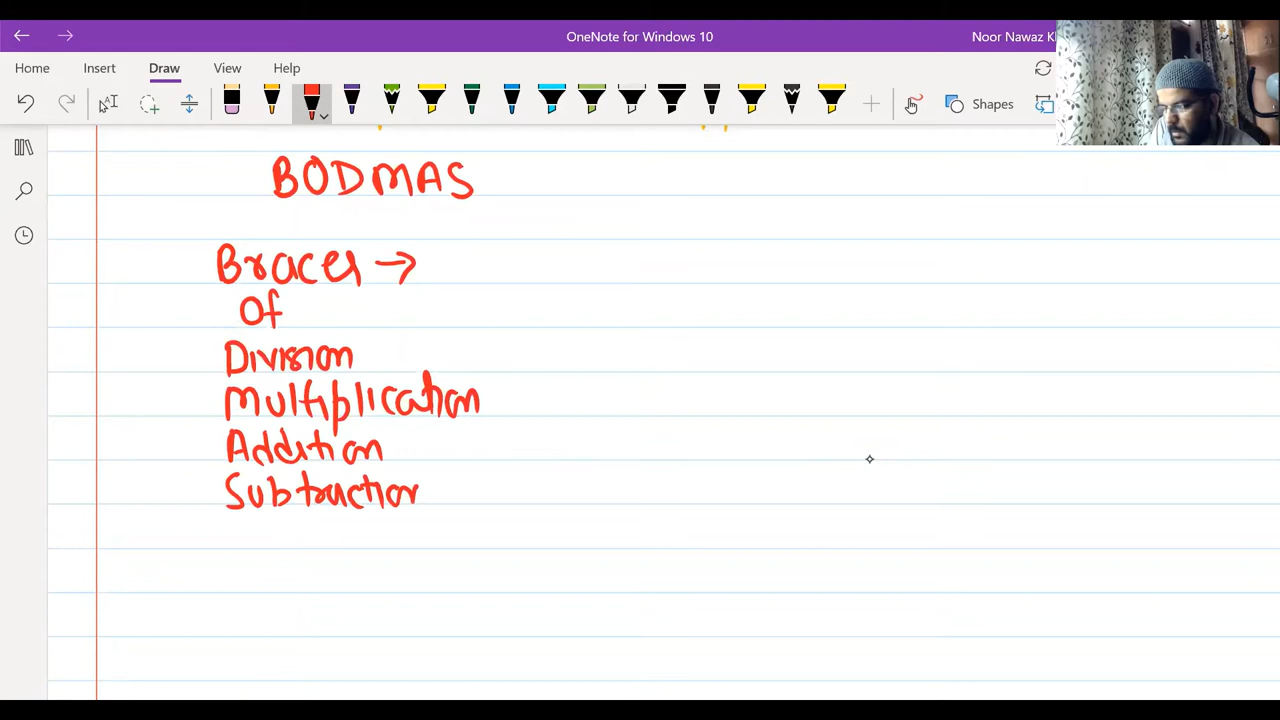 OneNote for Windows 10
Noor Nawaz K
Home Insert Draw View Help
Shapes
BODMAS
Braces →
Of
Division
Multiplication
Addition
Subtraction